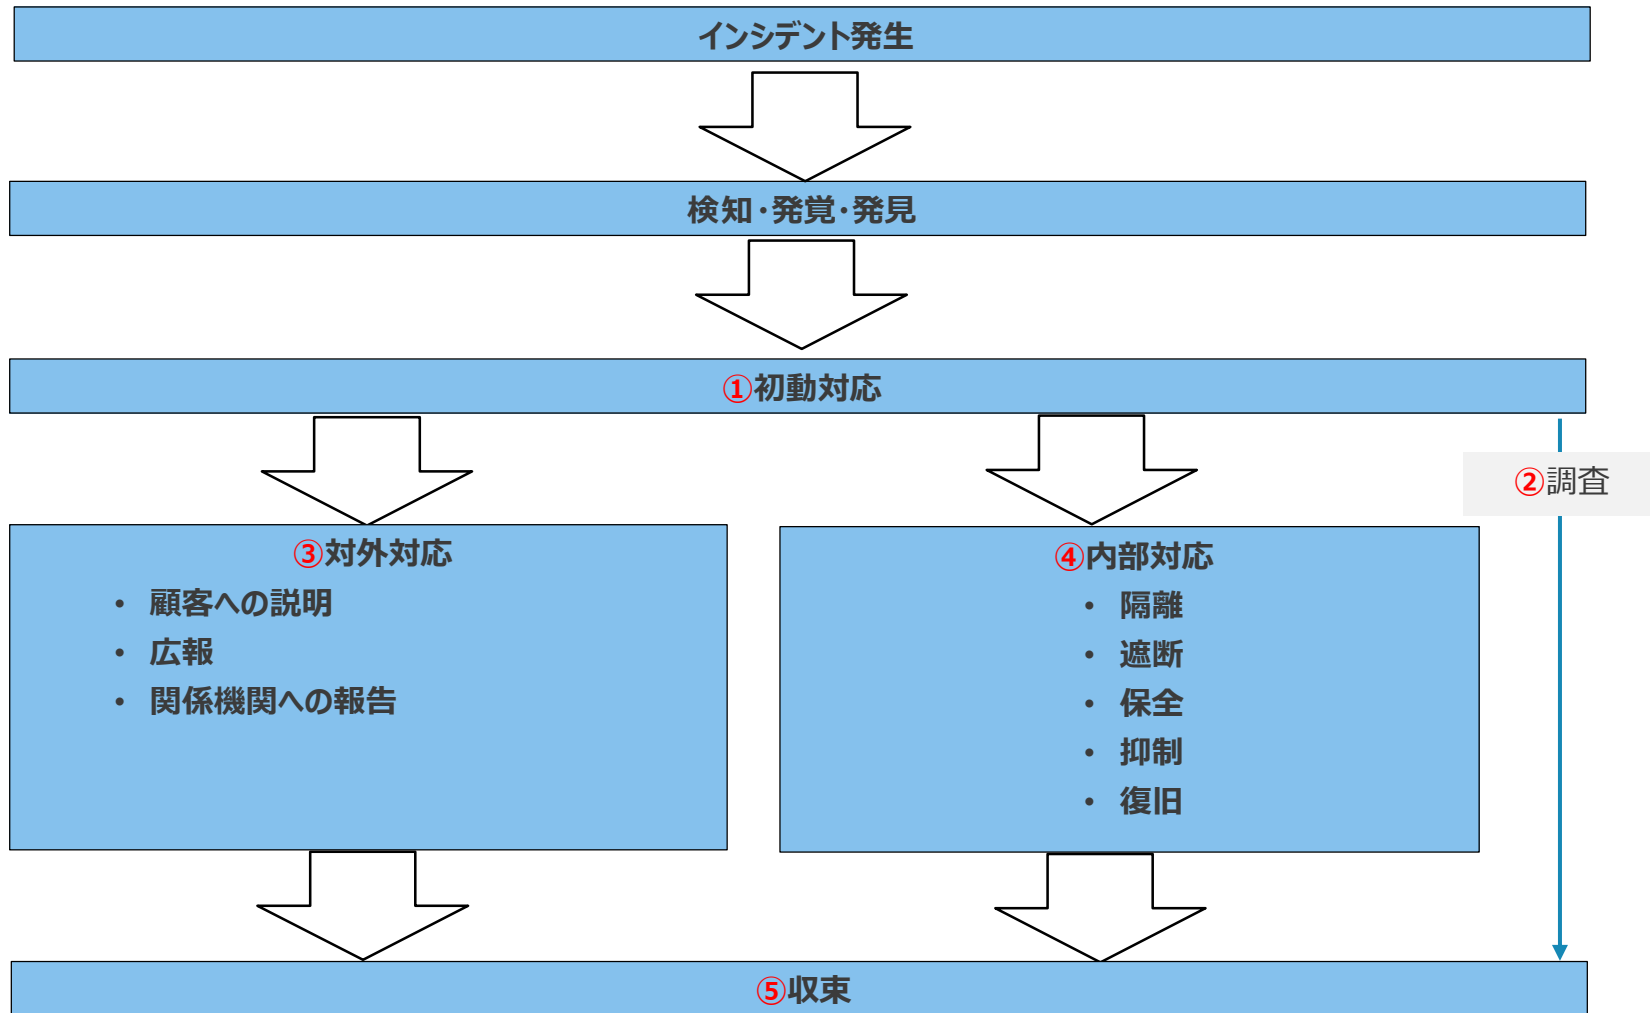 インシデント発生
検知・発覚・発見
①初動対応
②調査
③対外対応
・ 顧客への説明
・ 広報
・ 関係機関への報告
④内部対応
・ 隔離
・ 遮断
・ 保全
・ 抑制
・ 復旧
⑤収束